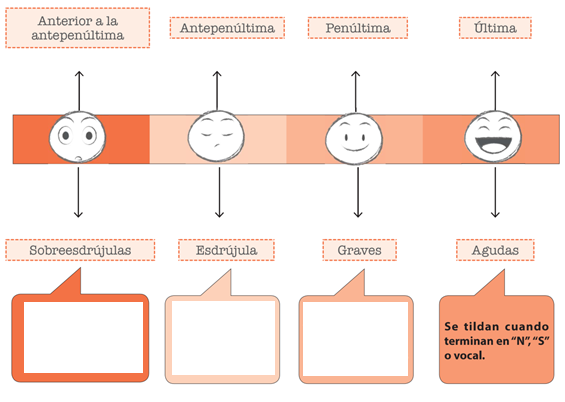 Anterior a la
antepenúltima
Antepenúltima
Penúltima
Última
Sobreesdrújulas
Esdrújula
Graves
Agudas
Se tildan cuando
terminan en “N”, “S”
o vocal.